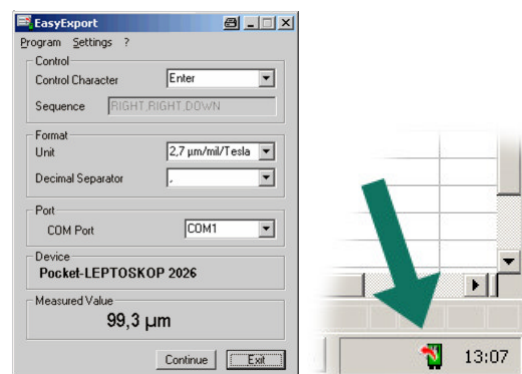 EasyExport
Program Settings ?
Control
Control Character Enter
Sequence RIGHT,RIGHT,DOWN
Format
Unit 2,7 µm/mil/Tesla
Decimal Separator ,
Port
COM Port COM1
Device
Pocket-LEPTOSKOP 2026
Measured Value
99,3 µm
Continue Exit
13:07